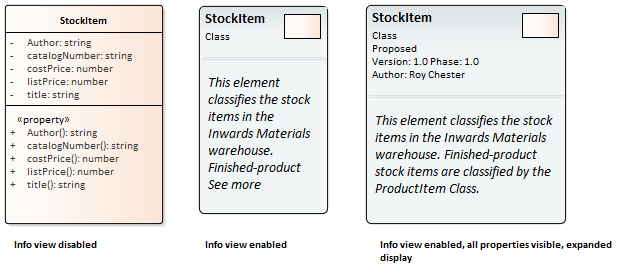 StockItem
- Author: string
- catalogNumber: string
- costPrice: number
- listPrice: number
- title: string
«property»
+ Author(): string
+ catalogNumber(): string
+ costPrice(): number
+ listPrice(): number
+ title(): string
Info view disabled
StockItem
Class
This element
classifies the stock
items in the
Inwards Materials
warehouse.
Finished-product
See more
Info view enabled
StockItem
Class
Proposed
Version: 1.0 Phase: 1.0
Author: Roy Chester
This element classifies the stock
items in the Inwards Materials
warehouse. Finished-product
stock items are classified by the
ProductItem Class.
Info view enabled, all properties visible, expanded
display